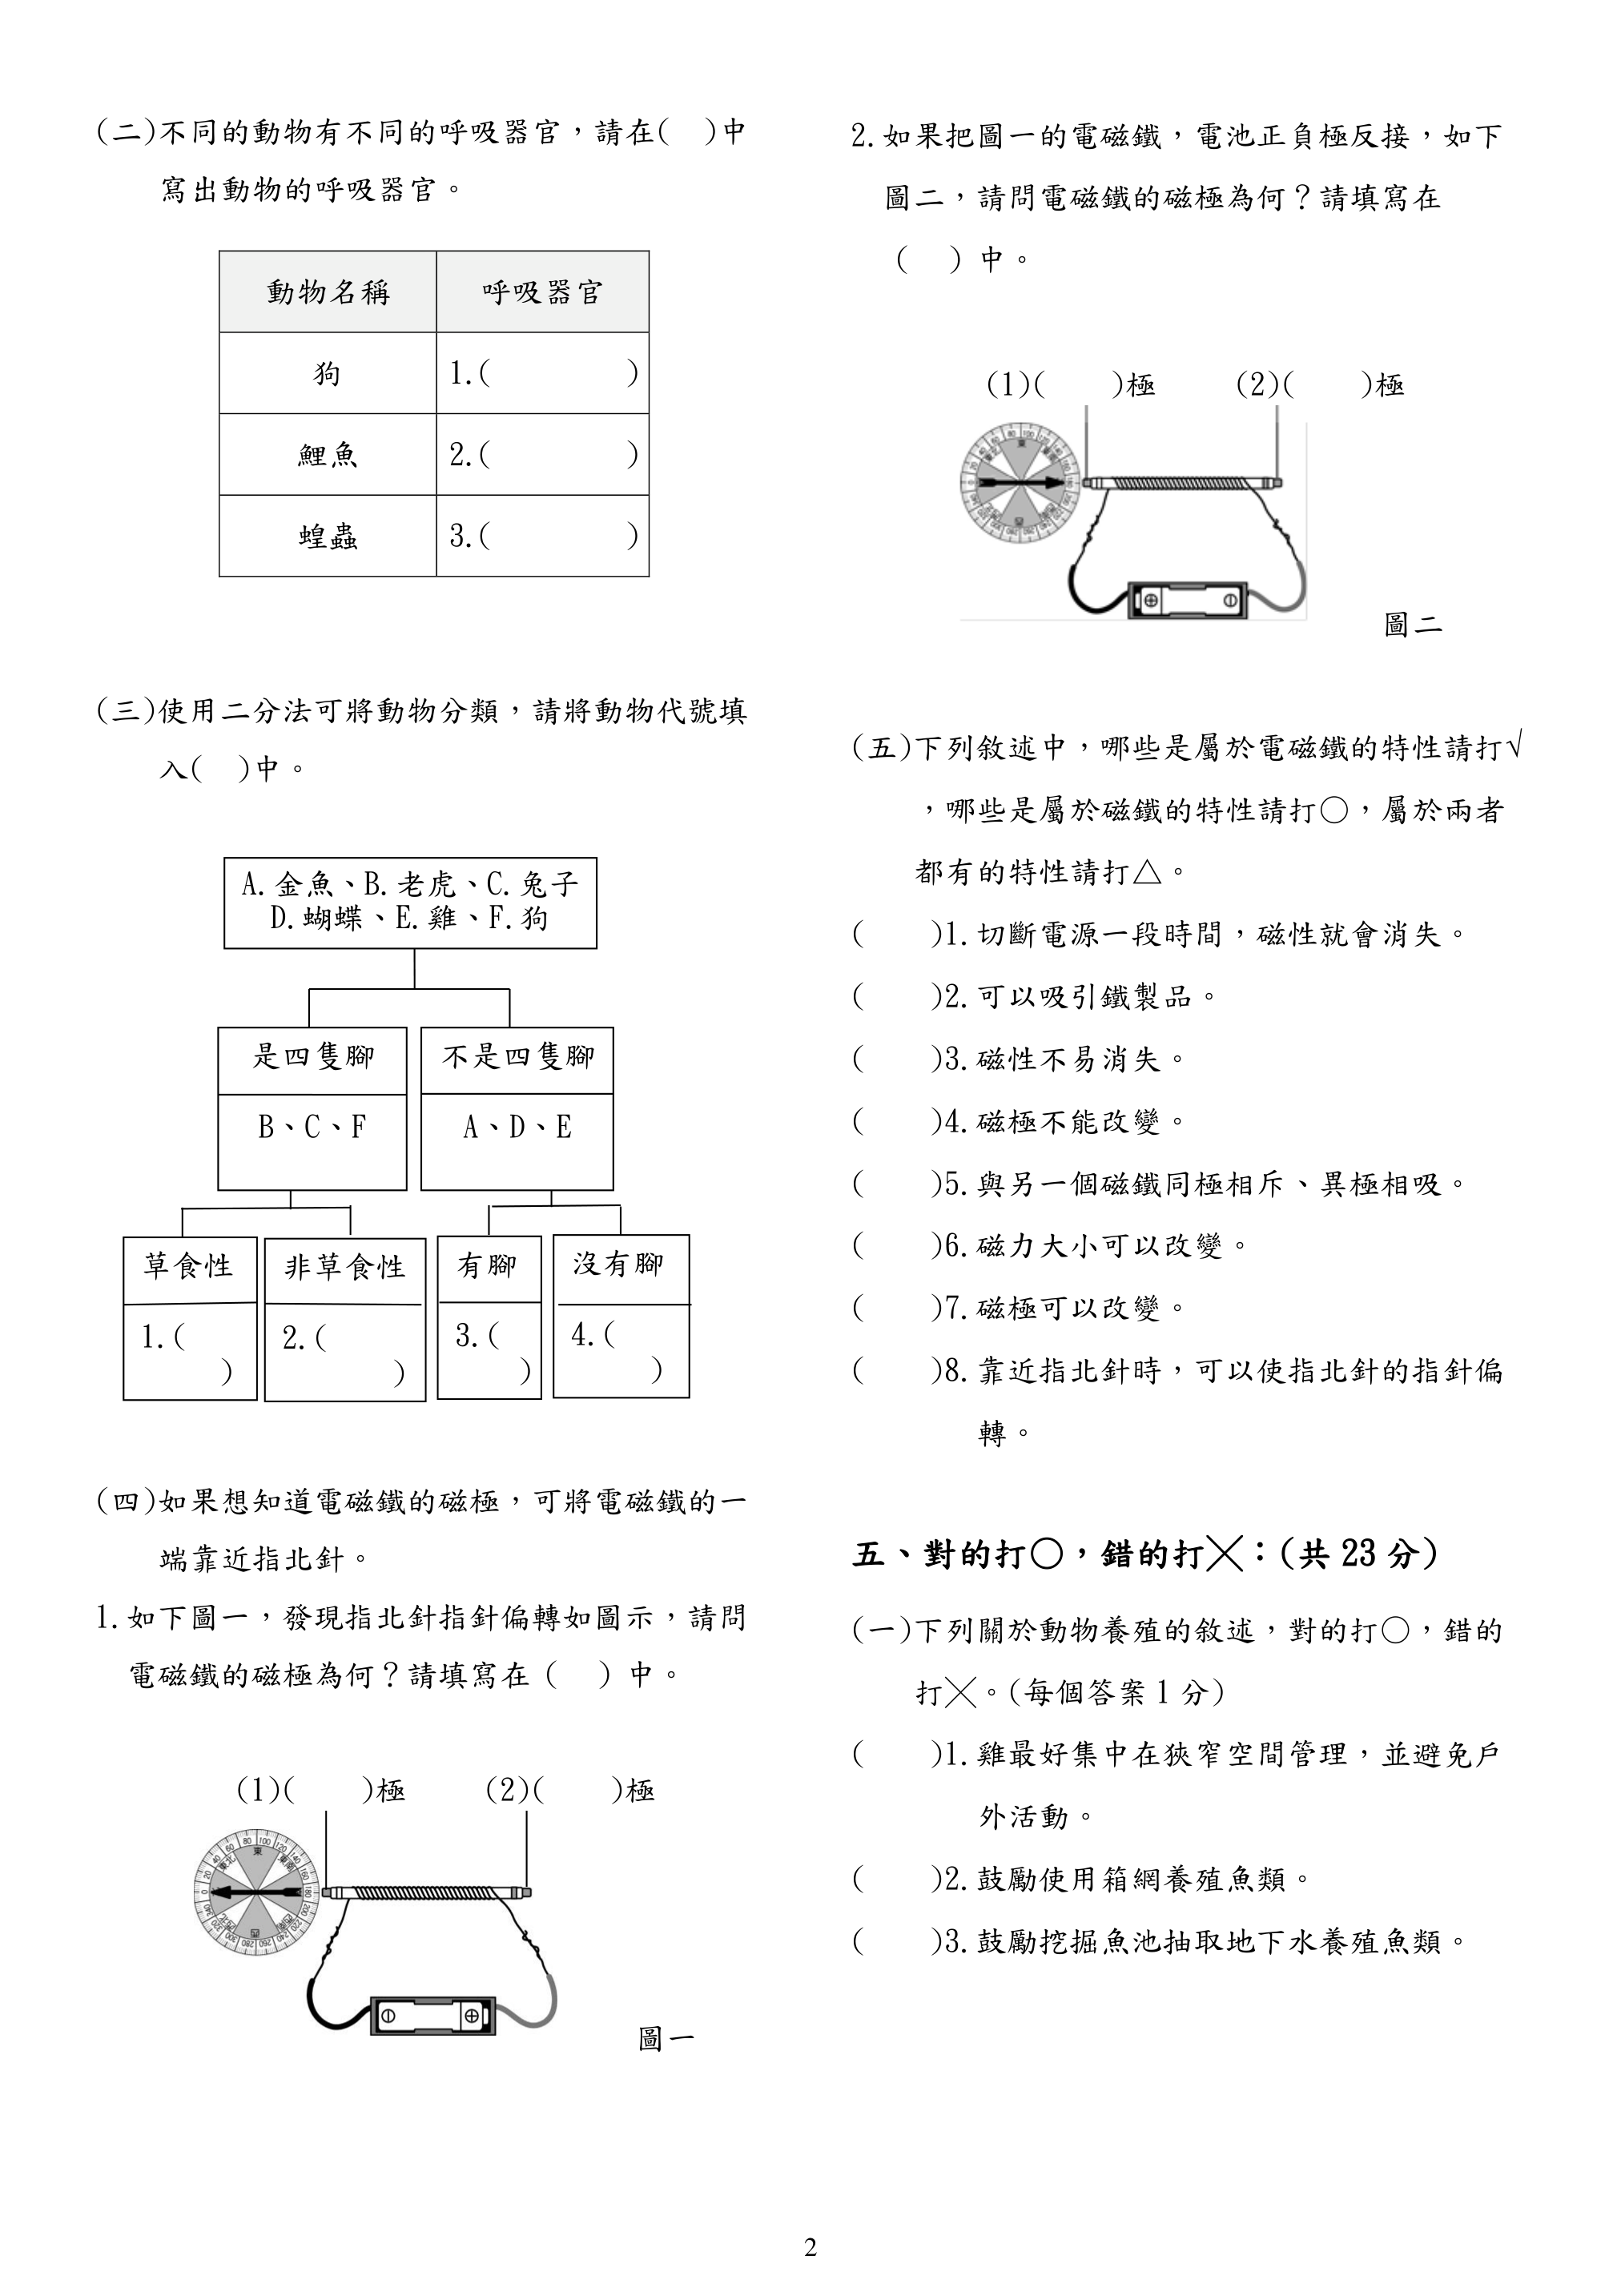 (二)不同的動物有不同的呼吸器官，請在( )中
寫出動物的呼吸器官。
動物名稱 呼吸器官
狗 1.( )
鯉魚 2.( )
蝗蟲 3.( )
(三)使用二分法可將動物分類，請將動物代號填
入( )中。
A.金魚、B.老虎、C.兔子
D.蝴蝶、E.雞、F.狗
是四隻腳 不是四隻腳
B、C、F A、D、E
草食性 非草食性 有腳 沒有腳
1.( ) 2.( ) 3.( ) 4.( )
(四)如果想知道電磁鐵的磁極，可將電磁鐵的一
端靠近指北針。
1.如下圖一，發現指北針指針偏轉如圖示，請問
電磁鐵的磁極為何？請填寫在（ ）中。
(1)( )極 (2)( )極
圖一
2.如果把圖一的電磁鐵，電池正負極反接，如下
圖二，請問電磁鐵的磁極為何？請填寫在
（ ）中。
(1)( )極 (2)( )極
圖二
(五)下列敘述中，哪些是屬於電磁鐵的特性請打√
，哪些是屬於磁鐵的特性請打○，屬於兩者
都有的特性請打△。
( )1.切斷電源一段時間，磁性就會消失。
( )2.可以吸引鐵製品。
( )3.磁性不易消失。
( )4.磁極不能改變。
( )5.與另一個磁鐵同極相斥、異極相吸。
( )6.磁力大小可以改變。
( )7.磁極可以改變。
( )8.靠近指北針時，可以使指北針的指針偏
轉。
五、對的打○，錯的打╳：(共 23 分)
(一)下列關於動物養殖的敘述，對的打○，錯的
打╳。(每個答案 1 分)
( )1.雞最好集中在狹窄空間管理，並避免戶
外活動。
( )2.鼓勵使用箱網養殖魚類。
( )3.鼓勵挖掘魚池抽取地下水養殖魚類。
2